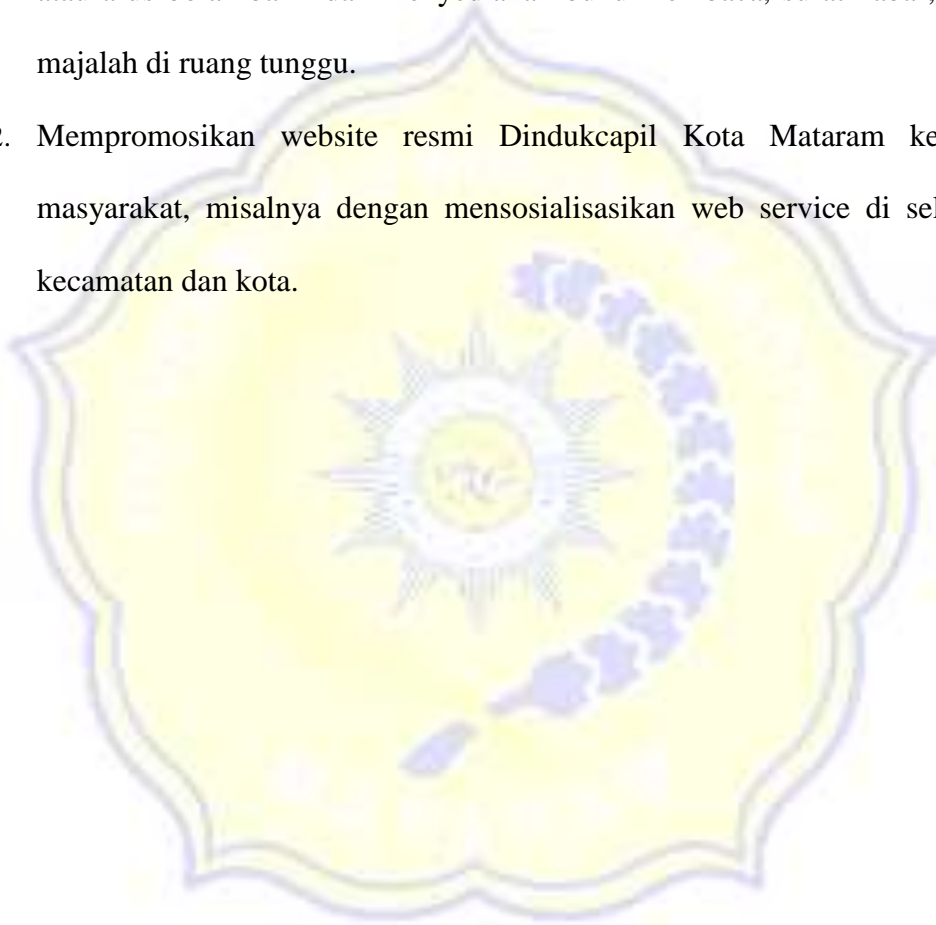 majalah di ruang tunggu.
2. Mempromosikan website resmi Dindukcapil Kota Mataram
masyarakat, misalnya dengan mensosialisasikan web service di
kecamatan dan kota.